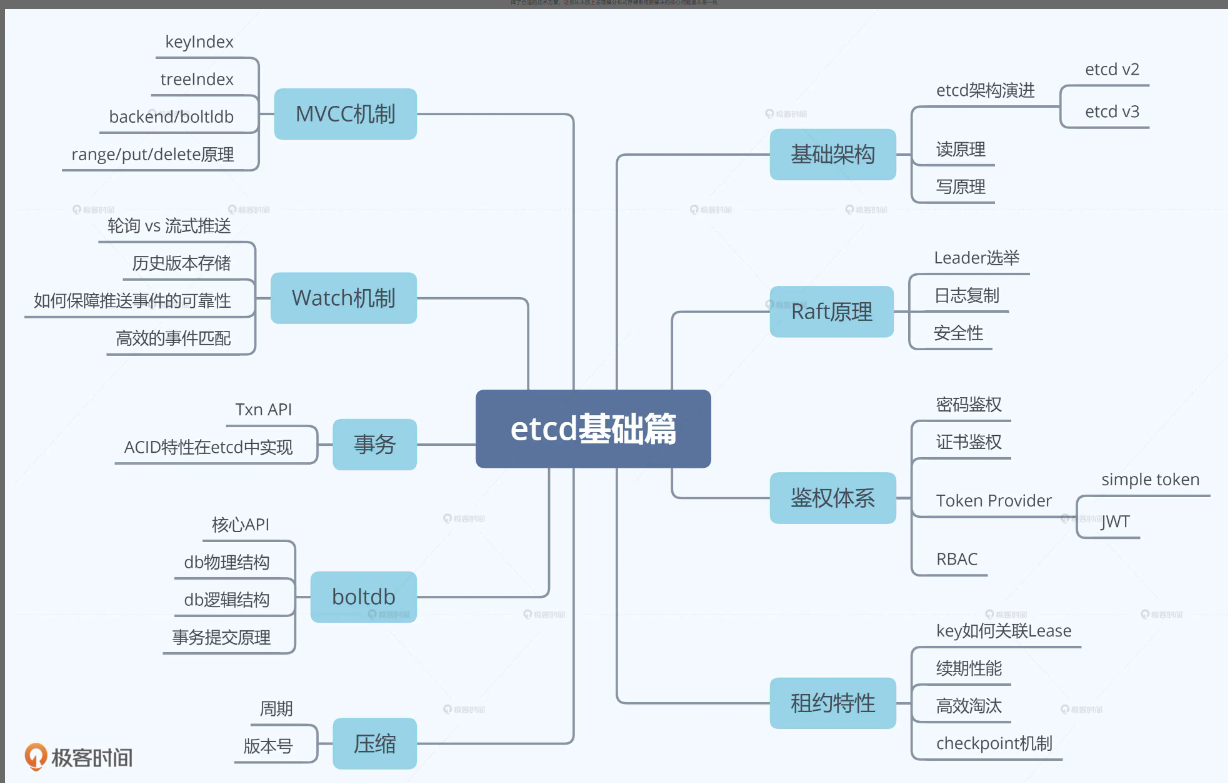 etcd基础篇
MVCC机制
keyIndex
treeIndex
backend/boltldb
range/put/delete原理
Watch机制
轮询 vs 流式推送
历史版本存储
如何保障推送事件的可靠性
高效的事件匹配
事务
Txn API
ACID特性在etcd中实现
boltdb
核心API
db物理结构
db逻辑结构
事务提交原理
压缩
周期
版本号
基础架构
etcd架构演进
etcd v2
etcd v3
读原理
写原理
Raft原理
Leader选举
日志复制
安全性
鉴权体系
密码鉴权
证书鉴权
Token Provider
simple token
JWT
RBAC
租约特性
key如何关联Lease
续期性能
高效淘汰
checkpoint机制
极客时间